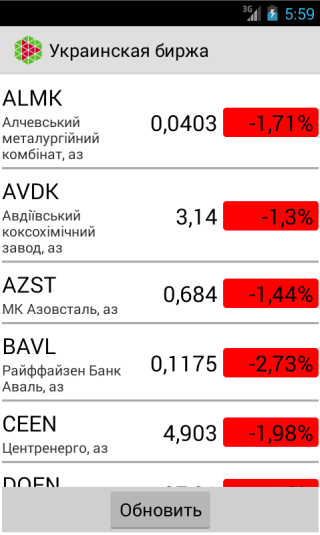 3G 5:59
Украинская биржа
ALMK
Алчевський
металургійний
комбінат, аз
0,0403 -1,71%
AVDK
Авдіївський
коксохімічний
завод, аз
3,14 -1,3%
AZST
МК Азовсталь, аз
0,684 -1,44%
BAVL
Райффайзен Банк
Аваль, аз
0,1175 -2,73%
CEEN
Центренерго, аз
4,903 -1,98%
DOEN
Обновить